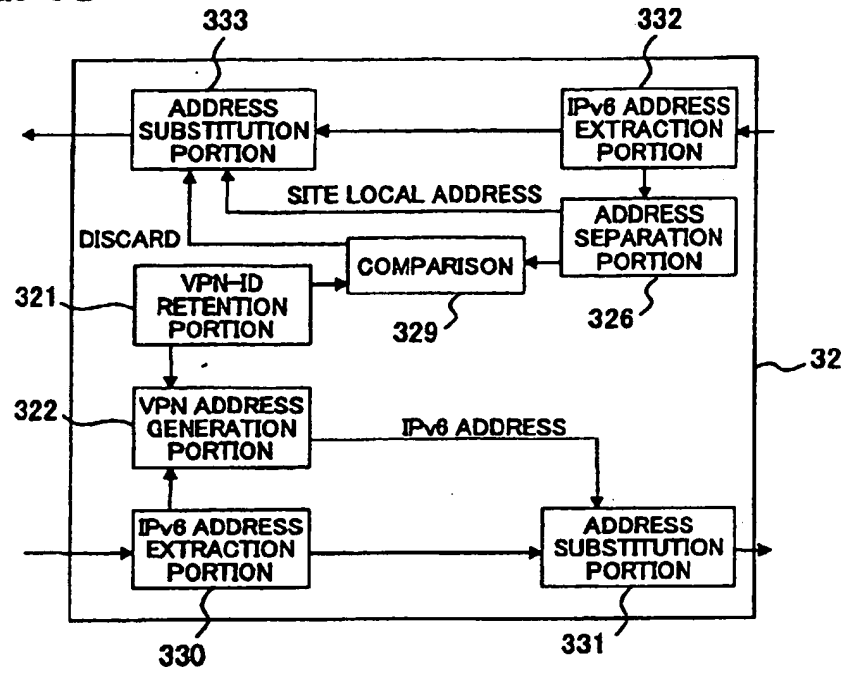 333
332
ADDRESS
SUBSTITUTION
PORTION
IPv6 ADDRESS
EXTRACTION
PORTION
SITE LOCAL ADDRESS
ADDRESS
SEPARATION
PORTION
DISCARD
COMPARISON
321
VPN-ID
RETENTION
PORTION
329
326
32
322
VPN ADDRESS
GENERATION
PORTION
IPv6 ADDRESS
IPv6 ADDRESS
EXTRACTION
PORTION
ADDRESS
SUBSTITUTION
PORTION
330
331